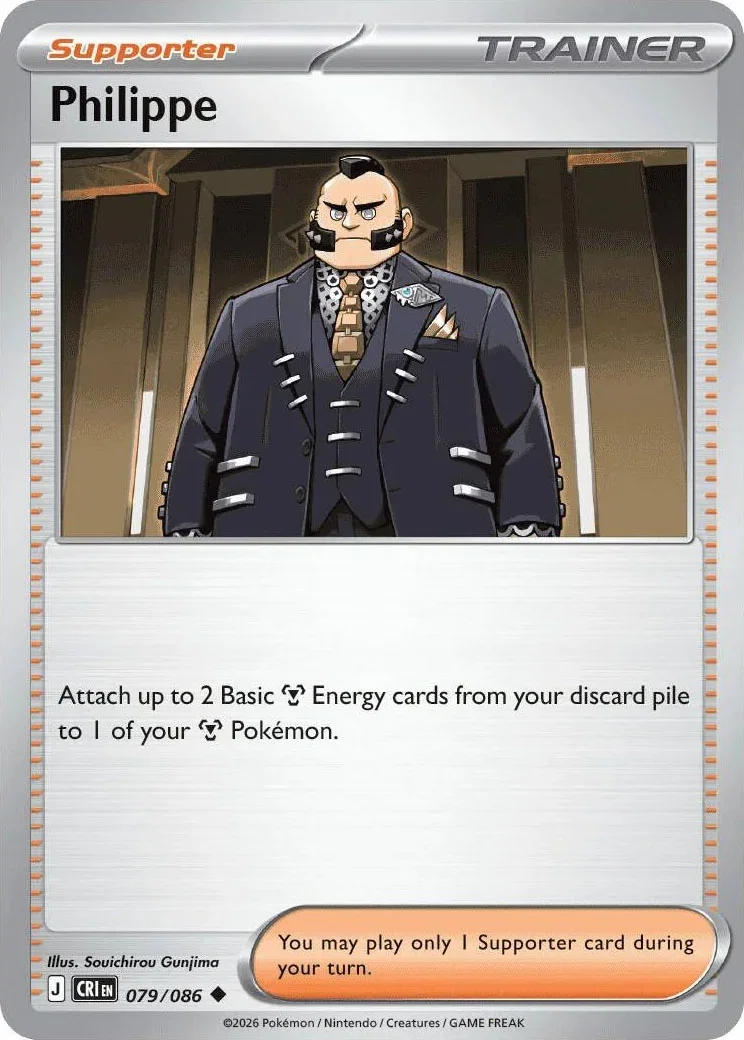 Supporter
TRAINER
Philippe
Attach up to 2 Basic Energy cards from your discard pile
to 1 of your Pokémon.
You may play only 1 Supporter card during
your turn.
Illus. Souichirou Gunjima
J CRI EN 079/086
©2026 Pokémon / Nintendo / Creatures / GAME FREAK